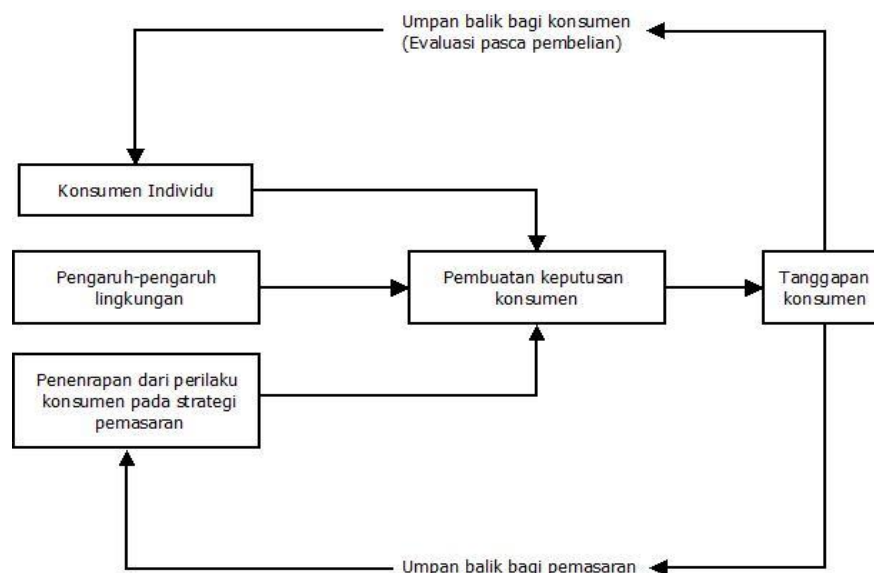 Umpan balik bagi konsumen
(Evaluasi pasca pembelian)
Konsumen Individu
Pengaruh-pengaruh
lingkungan
Pembuatan keputusan
konsumen
Tanggapan
konsumen
Penenrapan dari perilaku
konsumen pada strategi
pemasaran
Umpan balik bagi pemasaran